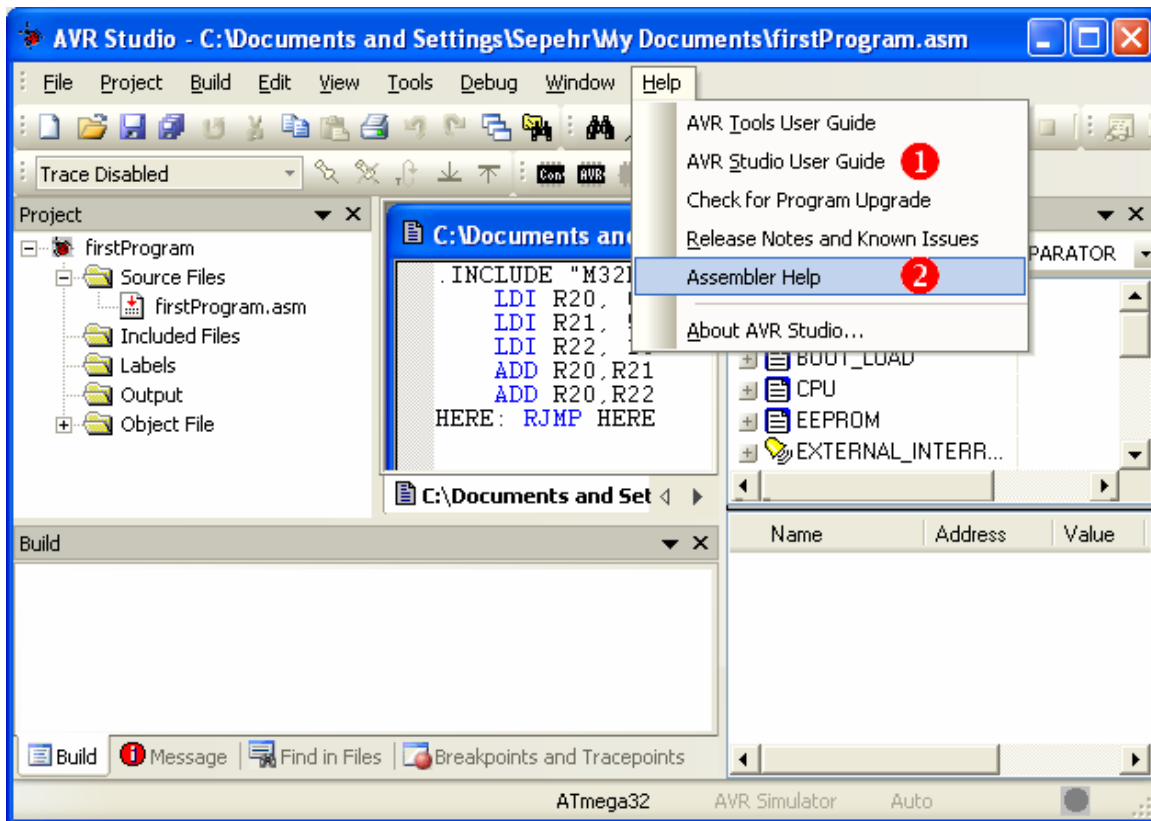 AVR Studio - C:\Documents and Settings\Sepehr\My Documents\firstProgram.asm
File Project Build Edit View Tools Debug Window Help
AVR Tools User Guide
AVR Studio User Guide 1
Check for Program Upgrade
Release Notes and Known Issues
Assembler Help 2
About AVR Studio...
Trace Disabled
Con AVR
Project
firstProgram
Source Files
firstProgram.asm
Included Files
Labels
Output
Object File
C:\Documents
.INCLUDE
LDI R20,
LDI R21,
LDI R22,
ADD R20,R21
ADD R20,R22
HERE: RJMP HERE
C:\Documents and Set
BOOT_LOAD
CPU
EEPROM
EXTERNAL_INTERR...
Build
Name Address Value
Build Message Find in Files Breakpoints and Tracepoints
ATmega32 AVR Simulator Auto